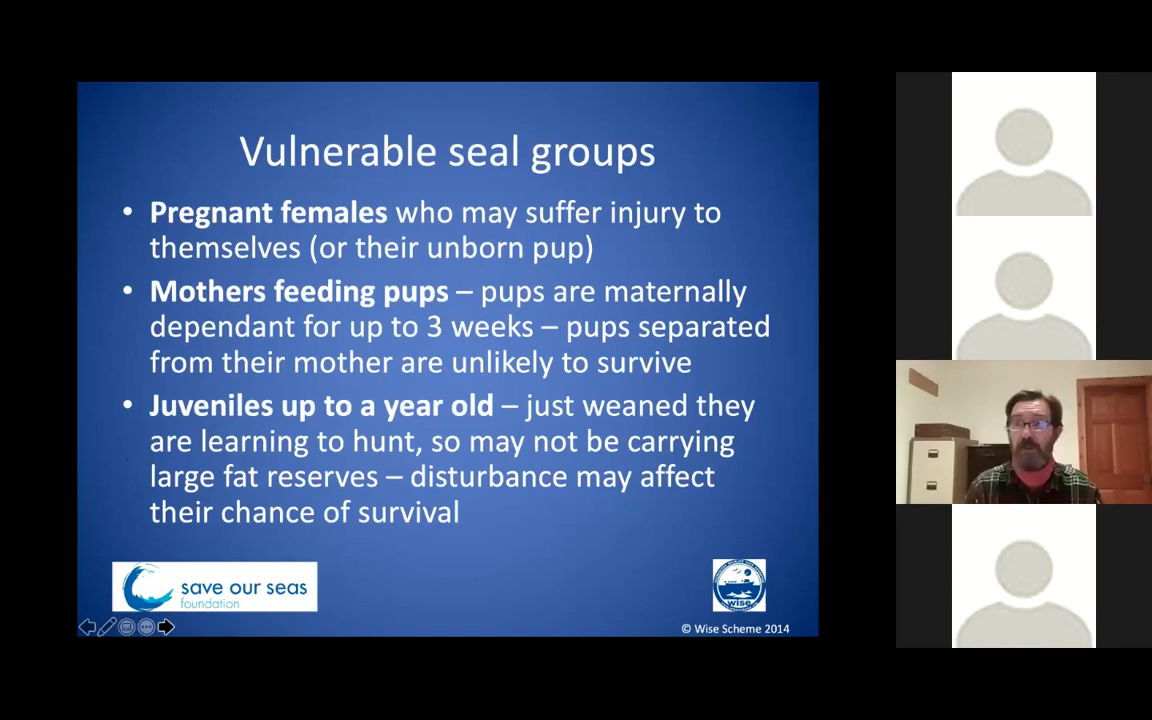 Vulnerable seal groups
• Pregnant females who may suffer injury to
themselves (or their unborn pup)
• Mothers feeding pups – pups are maternally
dependant for up to 3 weeks – pups separated
from their mother are unlikely to survive
• Juveniles up to a year old – just weaned they
are learning to hunt, so may not be carrying
large fat reserves – disturbance may affect
their chance of survival
save our seas
foundation
wise
© Wise Scheme 2014